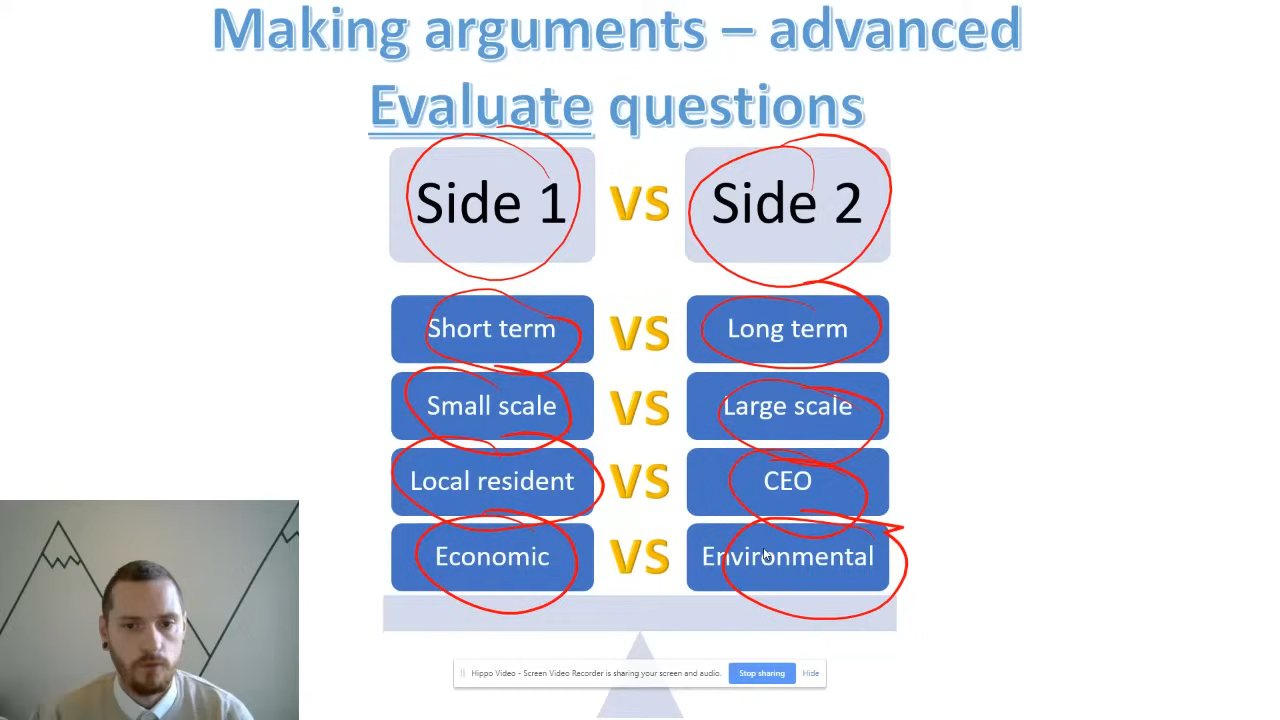 Making arguments – advanced
Evaluate questions
Side 1 VS Side 2
Short term VS Long term
Small scale VS Large scale
Local resident VS CEO
Economic VS Environmental
Hippo Video - Screen Video Recorder is sharing your screen and audio. Stop sharing Hide